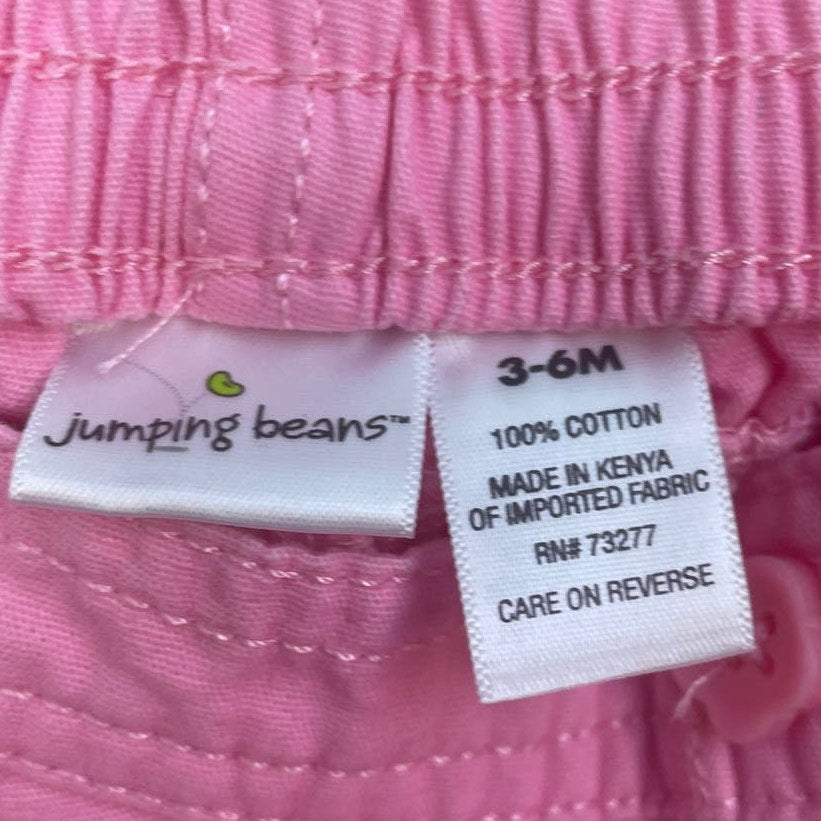 jumping beans™
3-6M
100% COTTON
MADE IN KENYA
OF IMPORTED FABRIC
RN# 73277
CARE ON REVERSE